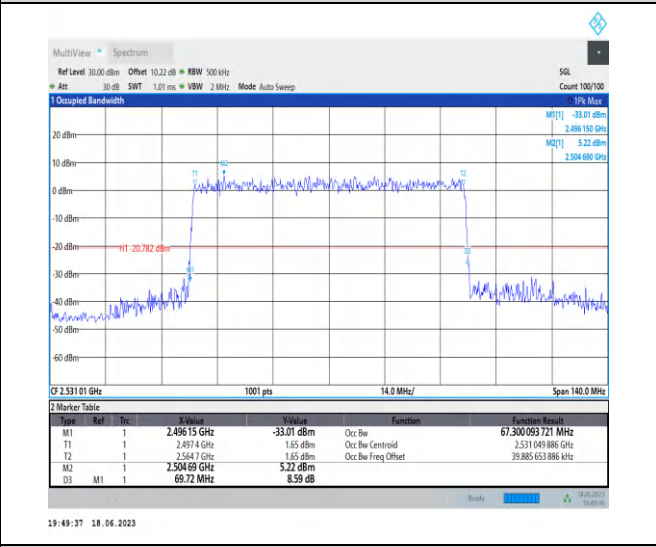 MultiView Spectrum
Ref Level 30.00 dBm Offset 10.22 dB RBW 500 kHz SGL
Att 30 dB SWT 1.01 ms VBW 2 MHz Mode Auto Sweep Count 100/100
1 Occupied Bandwidth 1Pk Max
M1[1] -33.01 dBm
2.496 150 GHz
M2[1] 5.22 dBm
2.504 690 GHz
20 dBm
10 dBm
T1 M2 T2
0 dBm
-10 dBm
-20 dBm H1 -20.782 dBm
D3
-30 dBm M1
-40 dBm
-50 dBm
-60 dBm
CF 2.531 01 GHz 1001 pts 14.0 MHz/ Span 140.0 MHz
2 Marker Table
Type Ref Trc X-Value Y-Value Function Function Result
M1 1 2.496 15 GHz -33.01 dBm Occ Bw 67.300 093 721 MHz
T1 1 2.497 4 GHz 1.65 dBm Occ Bw Centroid 2.531 049 886 GHz
T2 1 2.564 7 GHz 1.65 dBm Occ Bw Freq Offset 39.885 653 886 kHz
M2 1 2.504 69 GHz 5.22 dBm
D3 M1 1 69.72 MHz 8.59 dB
Ready 18.06.2023
19:49:37 18.06.2023